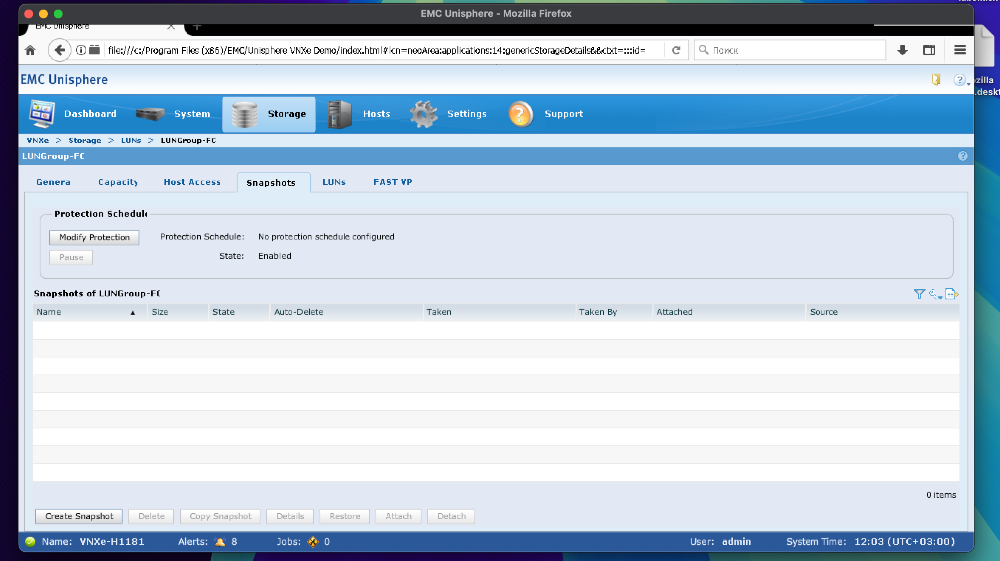 EMC Unisphere - Mozilla Firefox
EMC Unisphere
file:///c:/Program Files (x86)/EMC/Unisphere VNXe Demo/index.html#lcn=neoArea:applications:14:genericStorageDetails&&ctxt=:::id=
Поиск
EMC Unisphere
zilla
.deskt
Dashboard System Storage Hosts Settings Support
VNXe > Storage > LUNs > LUNGroup-FC
LUNGroup-FC
Genera Capacity Host Access Snapshots LUNs FAST VP
Protection Schedul
Modify Protection Protection Schedule: No protection schedule configured
Pause State: Enabled
Snapshots of LUNGroup-FC
Name ▲ Size State Auto-Delete Taken Taken By Attached Source
0 items
Create Snapshot Delete Copy Snapshot Details Restore Attach Detach
Name: VNXe-H1181 Alerts: 8 Jobs: 0 User: admin System Time: 12:03 (UTC+03:00)